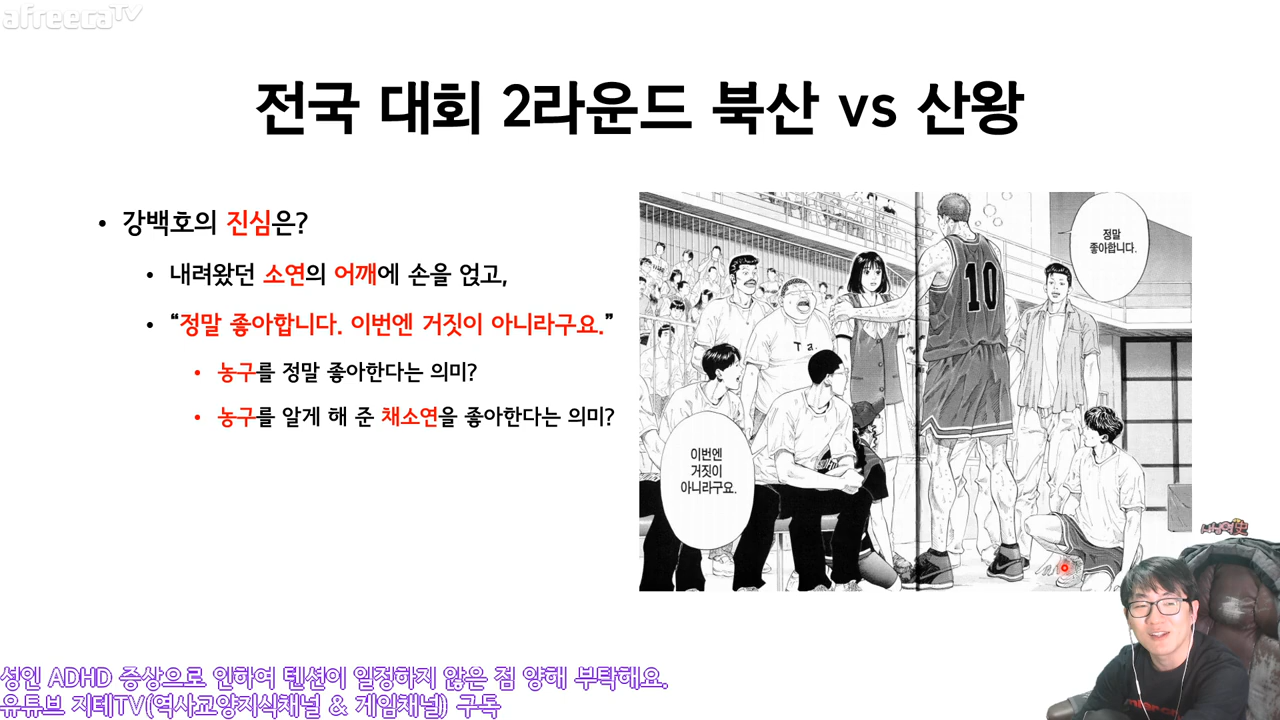 afreecaTV
전국 대회 2라운드 북산 vs 산왕
• 강백호의 진심은?
• 내려왔던 소연의 어깨에 손을 얹고,
• “정말 좋아합니다. 이번엔 거짓이 아니라구요.”
• 농구를 정말 좋아한다는 의미?
• 농구를 알게 해 준 채소연을 좋아한다는 의미?
정말
좋아합니다.
10
Ta.
이번엔
거짓이
아니라구요.
성인 ADHD 증상으로 인하여 텐션이 일정하지 않은 점 양해 부탁해요.
유튜브 지테TV(역사교양지식채널 & 게임채널) 구독